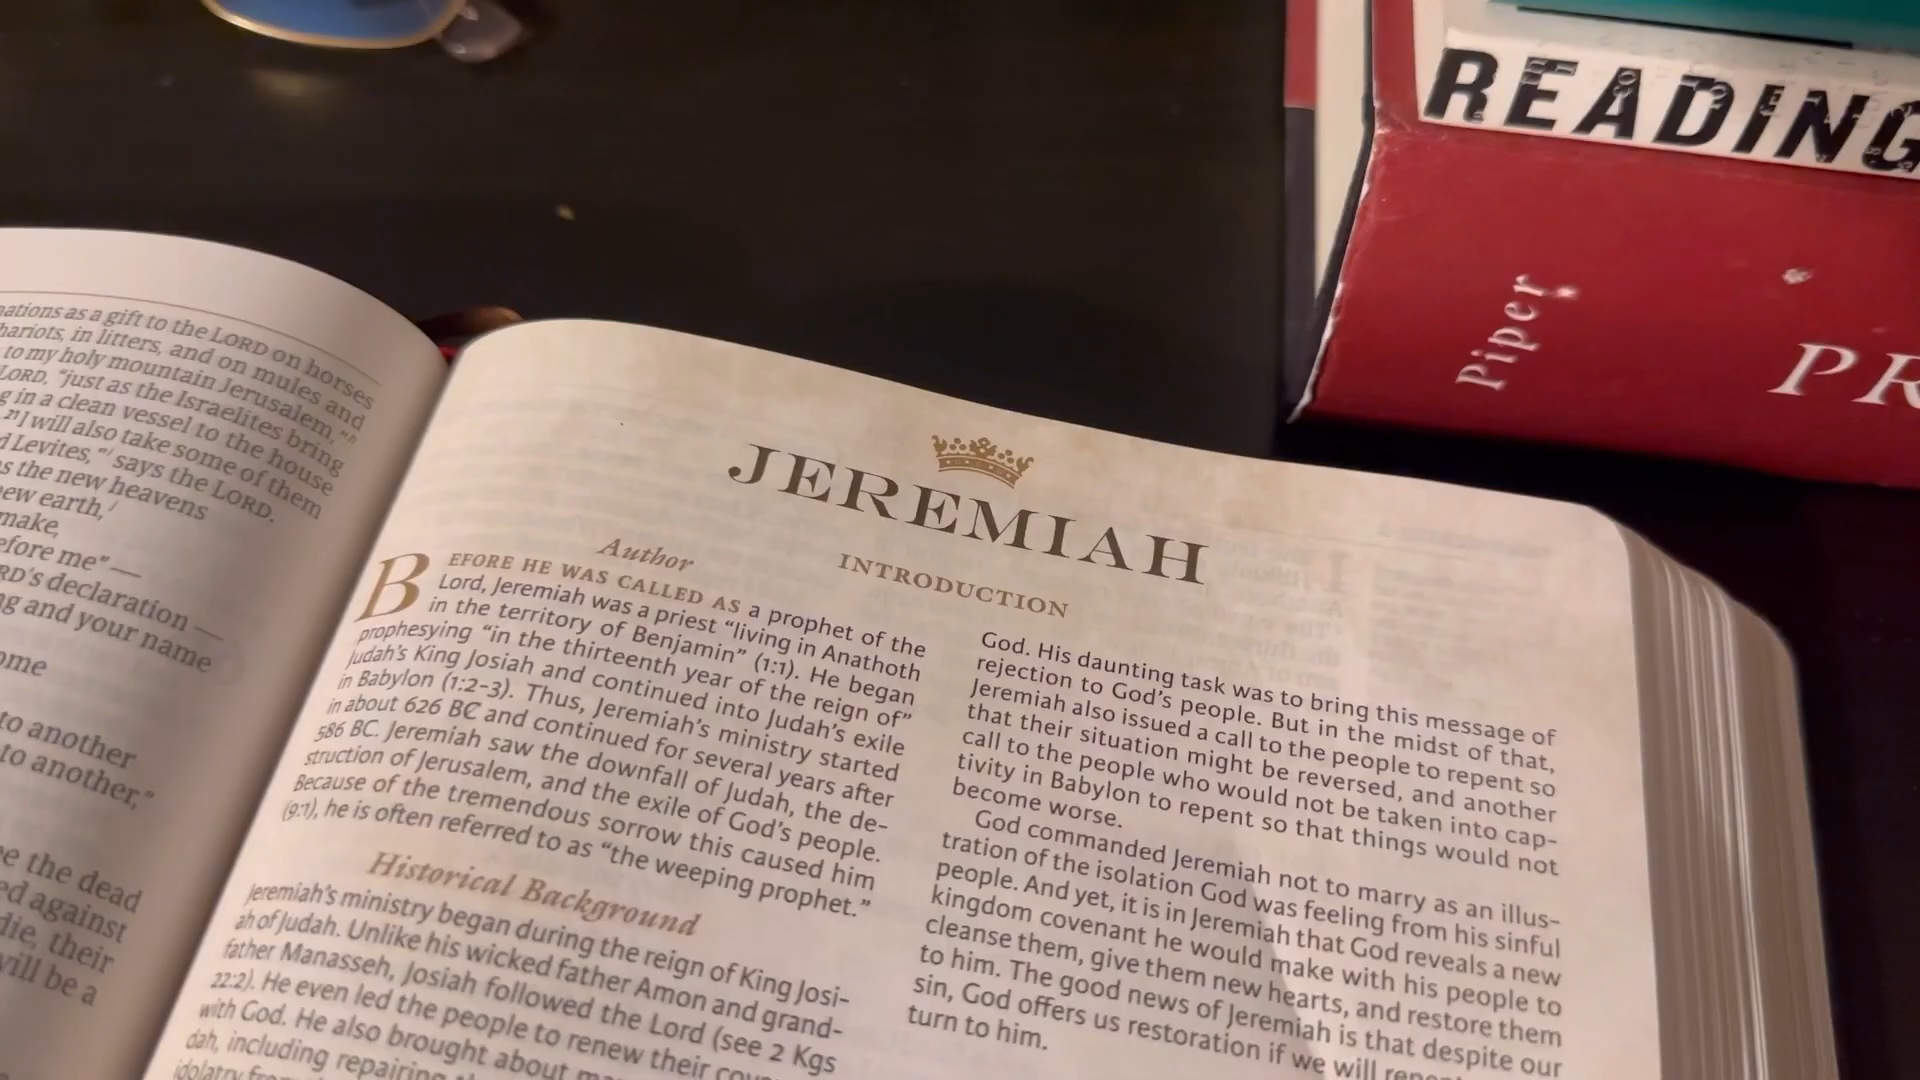 READING
Piper
PR
nations as a gift to the LORD on horses
hariots, in litters, and on mules and
to my holy mountain Jerusalem,"h
LORD, "just as the Israelites bring
g in a clean vessel to the house
21 I will also take some of them
d Levites,"i says the LORD.
s the new heavens
ew earth,j
make,
efore me" —
RD's declaration —
ng and your name
ome
to another
to another,"
e the dead
ed against
die, their
will be a
JEREMIAH
INTRODUCTION
Author
BEFORE HE WAS CALLED AS a prophet of the
Lord, Jeremiah was a priest "living in Anathoth
in the territory of Benjamin" (1:1). He began
prophesying "in the thirteenth year of the reign of"
Judah's King Josiah and continued into Judah's exile
in Babylon (1:2–3). Thus, Jeremiah's ministry started
in about 626 BC and continued for several years after
586 BC. Jeremiah saw the downfall of Judah, the de-
struction of Jerusalem, and the exile of God's people.
Because of the tremendous sorrow this caused him
(9:1), he is often referred to as "the weeping prophet."
Historical Background
Jeremiah's ministry began during the reign of King Josi-
ah of Judah. Unlike his wicked father Amon and grand-
father Manasseh, Josiah followed the Lord (see 2 Kgs
22:2). He even led the people to renew their
with God. He also brought about
dah, including repairing
idolatry
God. His daunting task was to bring this message of
rejection to God's people. But in the midst of that,
Jeremiah also issued a call to the people to repent so
that their situation might be reversed, and another
call to the people who would not be taken into cap-
tivity in Babylon to repent so that things would not
become worse.
God commanded Jeremiah not to marry as an illus-
tration of the isolation God was feeling from his sinful
people. And yet, it is in Jeremiah that God reveals a new
kingdom covenant he would make with his people to
cleanse them, give them new hearts, and restore them
to him. The good news of Jeremiah is that despite our
sin, God offers us restoration if we will
turn to him.